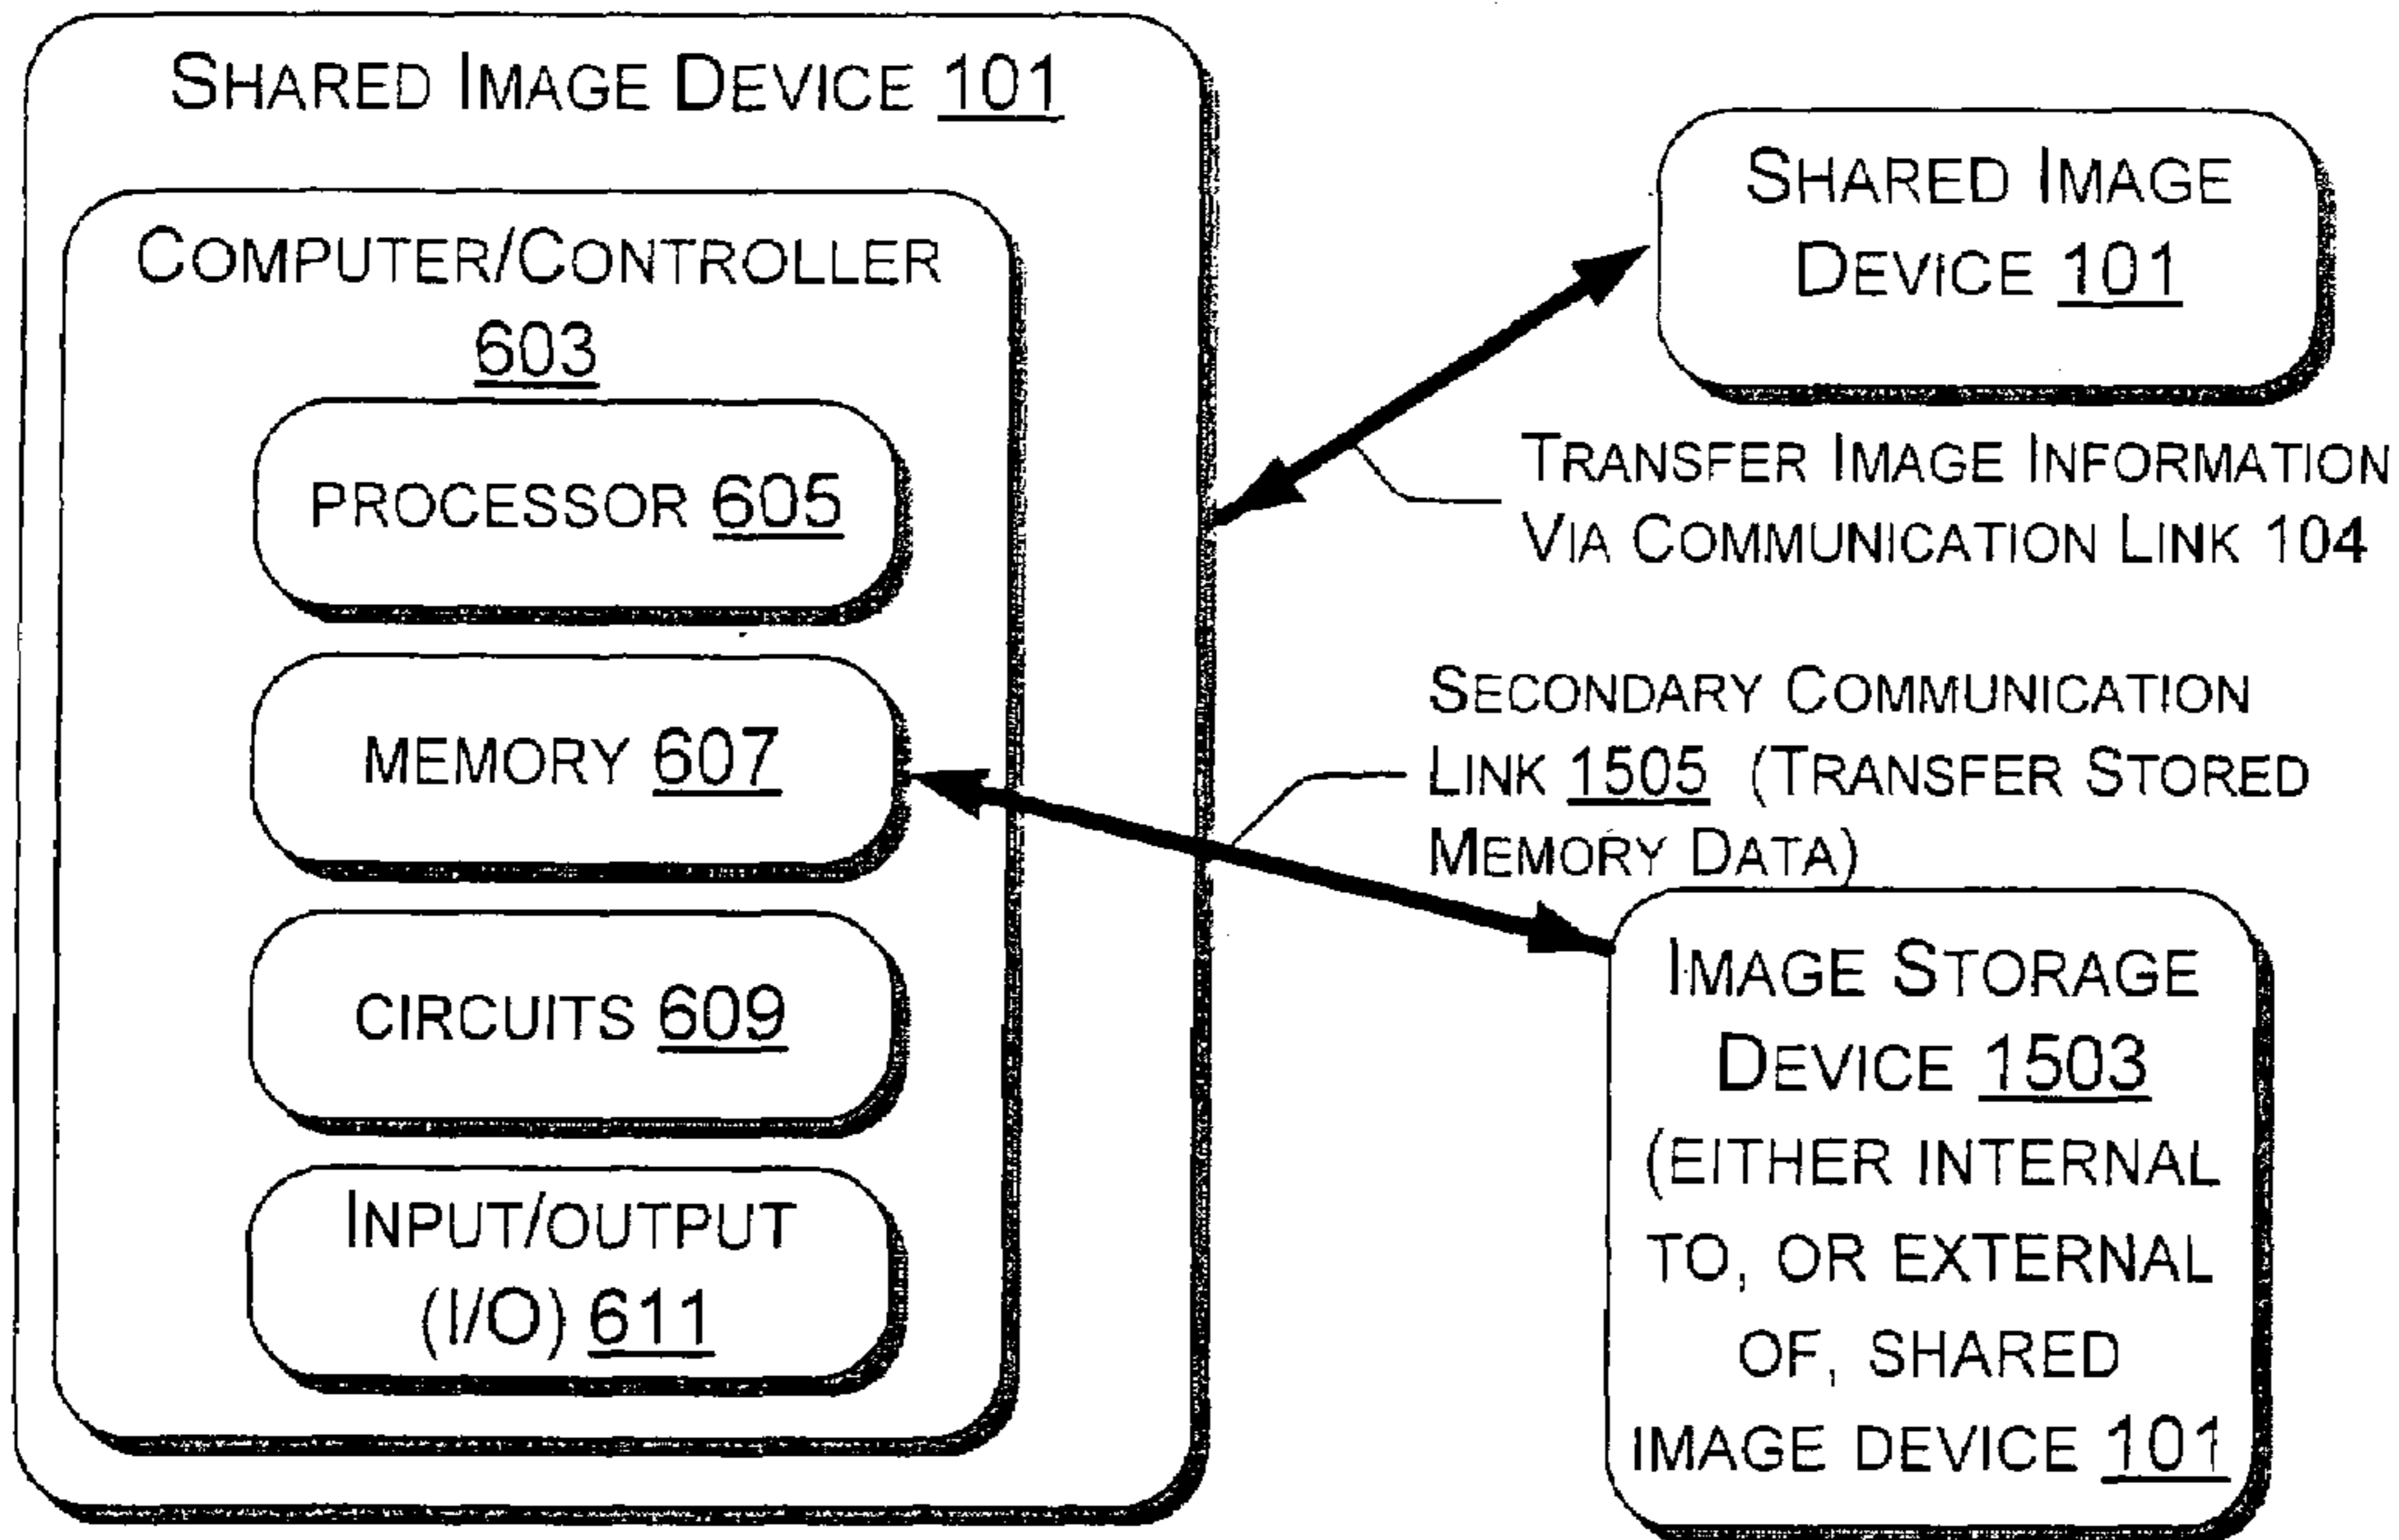 SHARED IMAGE DEVICE 101
COMPUTER/CONTROLLER
603
PROCESSOR 605
MEMORY 607
CIRCUITS 609
INPUT/OUTPUT
(I/O) 611
SHARED IMAGE
DEVICE 101
TRANSFER IMAGE INFORMATION
VIA COMMUNICATION LINK 104
SECONDARY COMMUNICATION
LINK 1505 (TRANSFER STORED
MEMORY DATA)
IMAGE STORAGE
DEVICE 1503
(EITHER INTERNAL
TO, OR EXTERNAL
OF, SHARED
IMAGE DEVICE 101